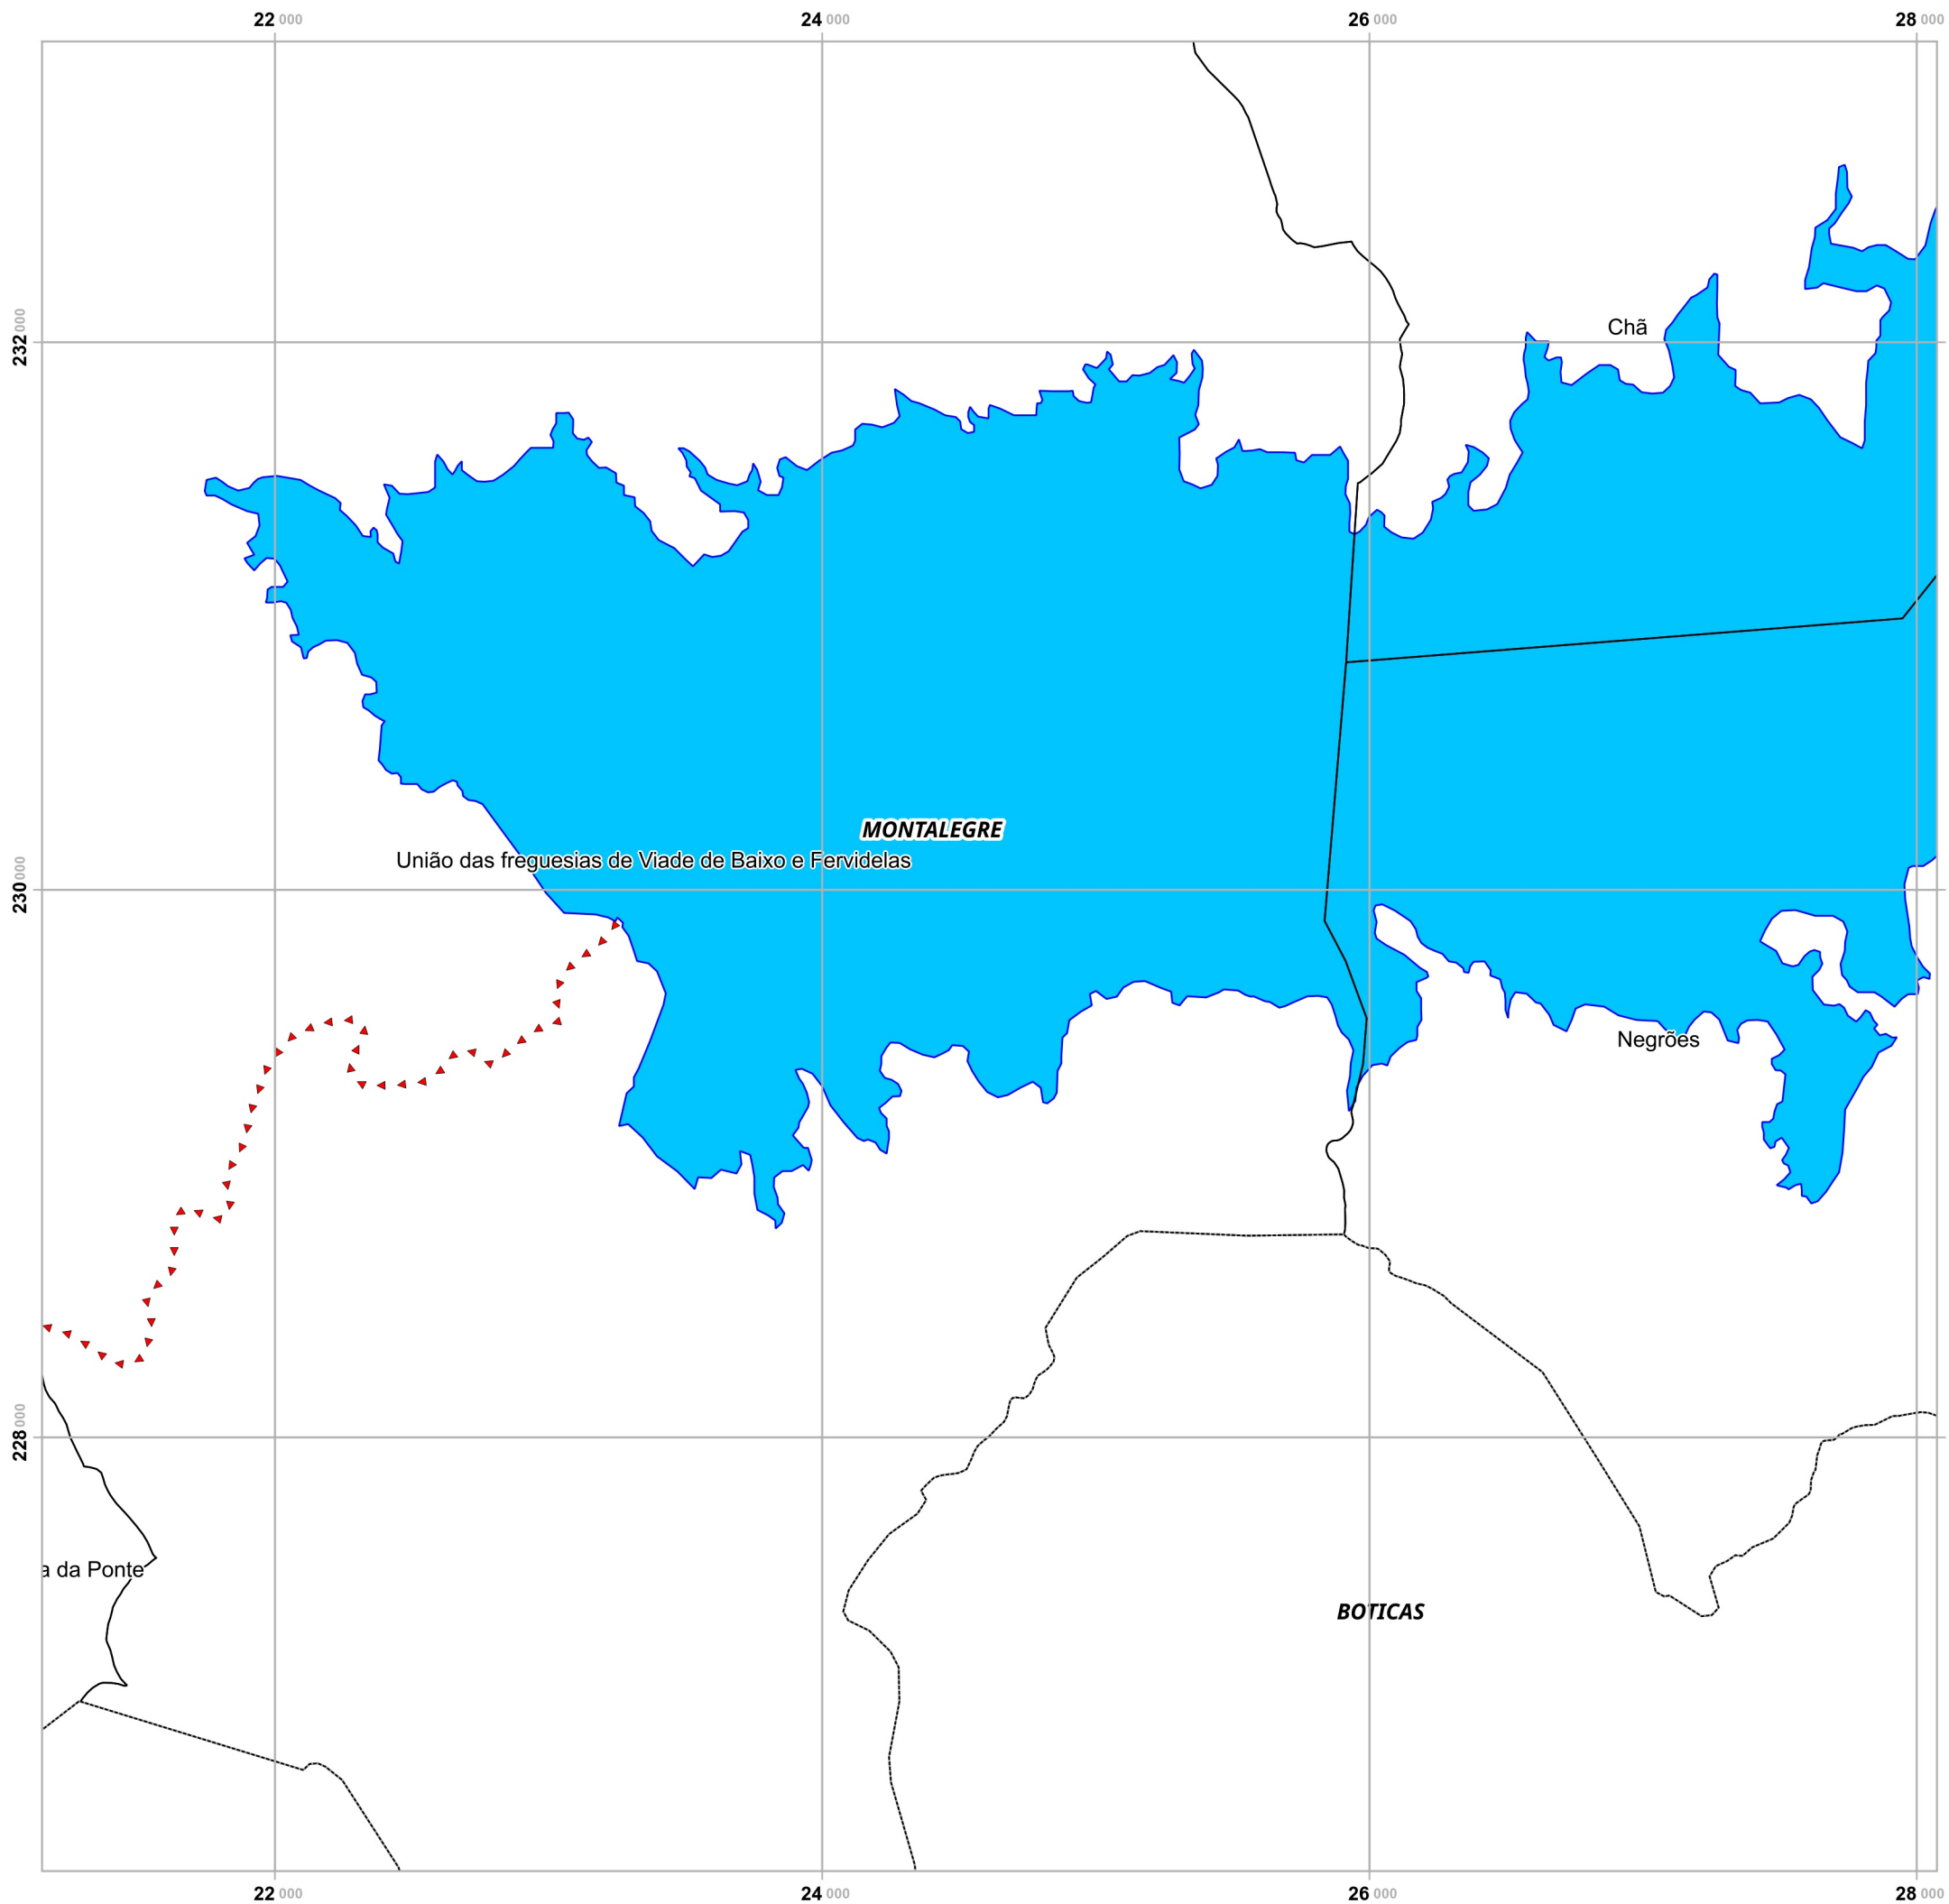 22 000 24 000 26 000 28 000
232 000
Chã
MONTALEGRE
União das freguesias de Viade de Baixo e Fervidelas
230 000
Negrões
228 000
a da Ponte
BOTICAS
22 000 24 000 26 000 28 000